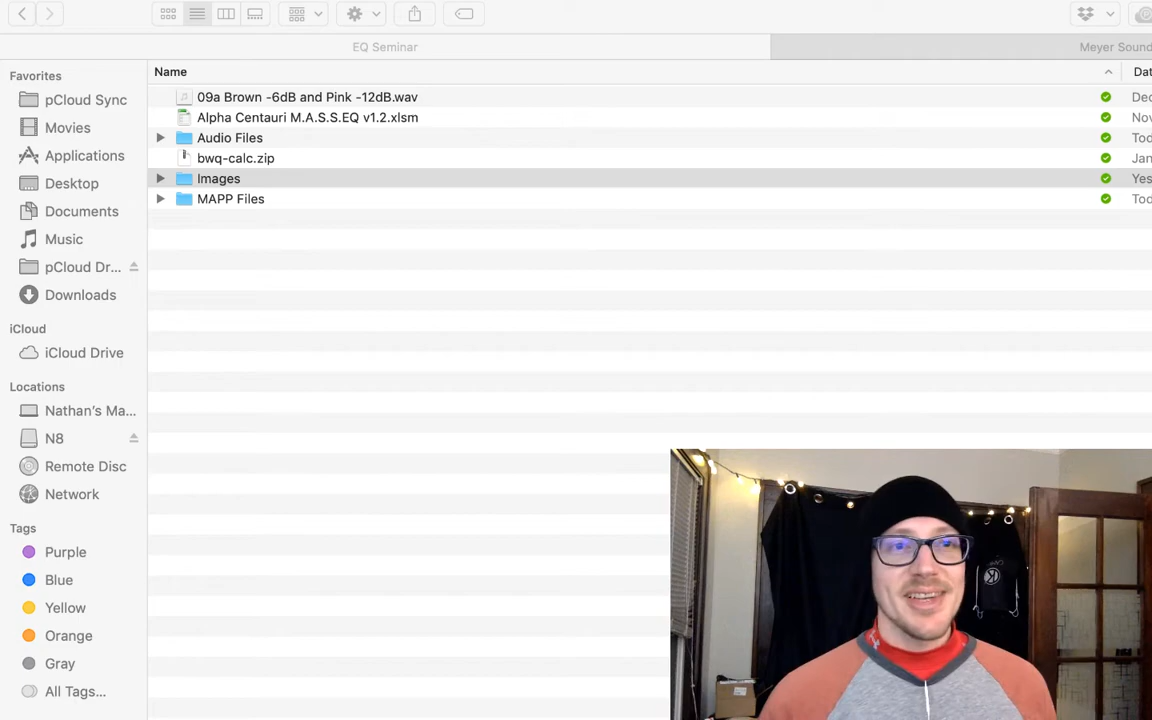 EQ Seminar
Meyer Sound
Favorites
pCloud Sync
Movies
Applications
Desktop
Documents
Music
pCloud Dr...
Downloads
iCloud
iCloud Drive
Locations
Nathan's Ma...
N8
Remote Disc
Network
Tags
Purple
Blue
Yellow
Orange
Gray
All Tags...
Name Dat
09a Brown -6dB and Pink -12dB.wav Dec
Alpha Centauri M.A.S.S.EQ v1.2.xlsm Nov
Audio Files Tod
bwq-calc.zip Jan
Images Yes
MAPP Files Tod